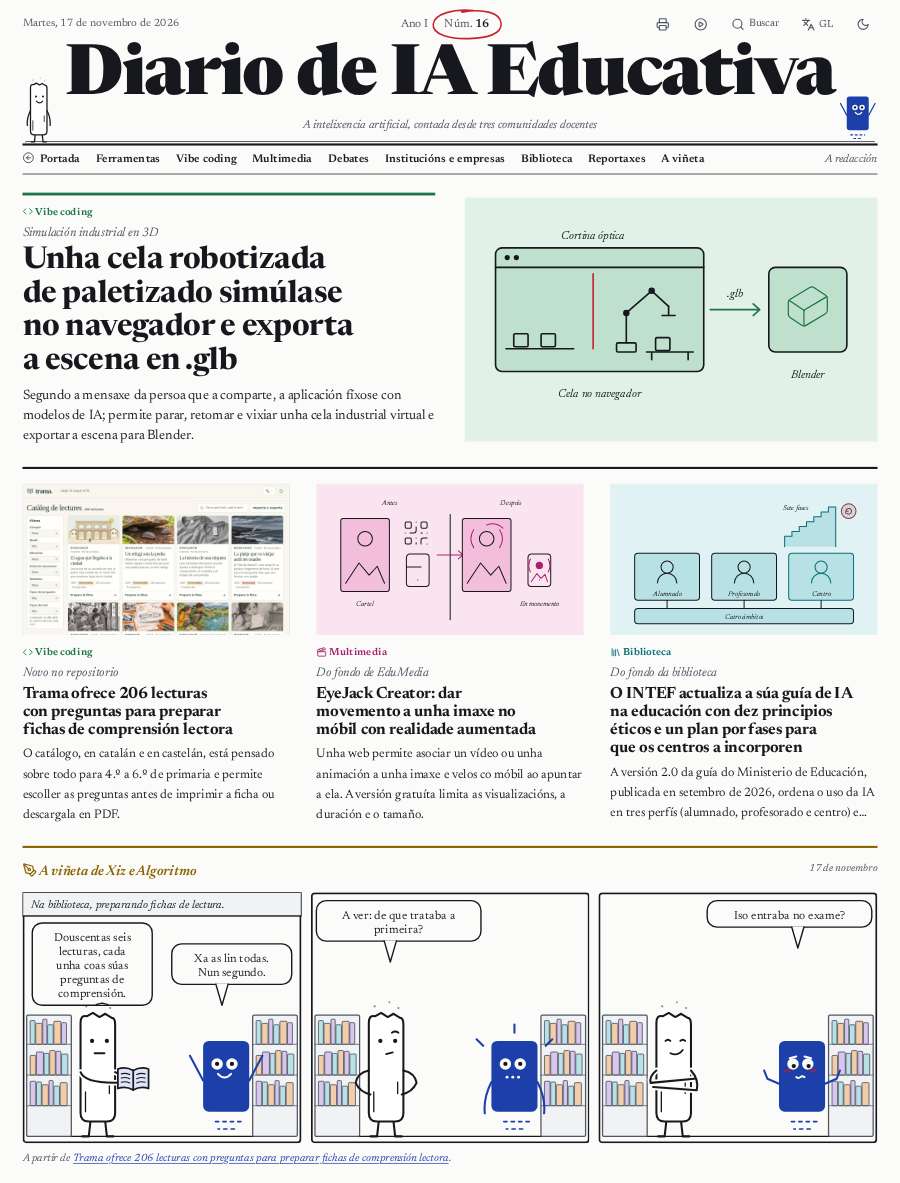 Martes, 17 de novembro de 2026
Ano I Núm. 16
Buscar
GL
Diario de IA Educativa
A intelixencia artificial, contada desde tres comunidades docentes
Portada Ferramentas Vibe coding Multimedia Debates Institucións e empresas Biblioteca Reportaxes A viñeta A redacción
Vibe coding
Simulación industrial en 3D
Unha cela robotizada
de paletizado simúlase
no navegador e exporta
a escena en .glb
Segundo a mensaxe da persoa que a comparte, a aplicación fíxose con
modelos de IA; permite parar, retomar e vixiar unha cela industrial virtual e
exportar a escena para Blender.
Cortina óptica
.glb
Blender
Cela no navegador
trama.
Catálog de lectures
Vibe coding
Novo no repositorio
Trama ofrece 206 lecturas
con preguntas para preparar
fichas de comprensión lectora
O catálogo, en catalán e en castelán, está pensado
sobre todo para 4.º a 6.º de primaria e permite
escoller as preguntas antes de imprimir a ficha ou
descargala en PDF.
Antes
Despois
Cartel
En movemento
Multimedia
Do fondo de EduMedia
EyeJack Creator: dar
movemento a unha imaxe no
móbil con realidade aumentada
Unha web permite asociar un vídeo ou unha
animación a unha imaxe e velos co móbil ao apuntar
a ela. A versión gratuíta limita as visualizacións, a
duración e o tamaño.
Sete fases
Alumnado
Profesorado
Centro
Catro ámbitos
Biblioteca
Do fondo da biblioteca
O INTEF actualiza a súa guía de IA
na educación con dez principios
éticos e un plan por fases para
que os centros a incorporen
A versión 2.0 da guía do Ministerio de Educación,
publicada en setembro de 2026, ordena o uso da IA
en tres perfís (alumnado, profesorado e centro) e…
A viñeta de Xiz e Algoritmo
17 de novembro
Na biblioteca, preparando fichas de lectura.
Douscentas seis
lecturas, cada
unha coas súas
preguntas de
comprensión.
Xa as lin todas.
Nun segundo.
A ver: de que trataba a
primeira?
Iso entraba no exame?
A partir de Trama ofrece 206 lecturas con preguntas para preparar fichas de comprensión lectora.